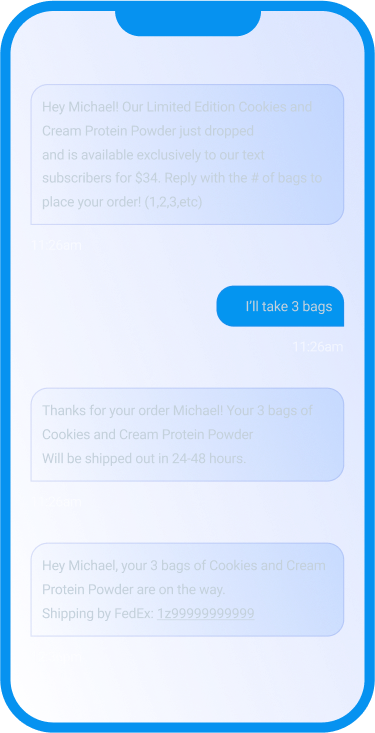 Hey Michael! Our Limited Edition Cookies and
Cream Protein Powder just dropped
and is available exclusively to our text
subscribers for $34. Reply with the # of bags to
place your order! (1,2,3,etc)
11:26am
I'll take 3 bags
11:26am
Thanks for your order Michael! Your 3 bags of
Cookies and Cream Protein Powder
Will be shipped out in 24-48 hours.
Hey Michael, your 3 bags of Cookies and Cream
Protein Powder are on the way.
Shipping by FedEx: 1z99999999999